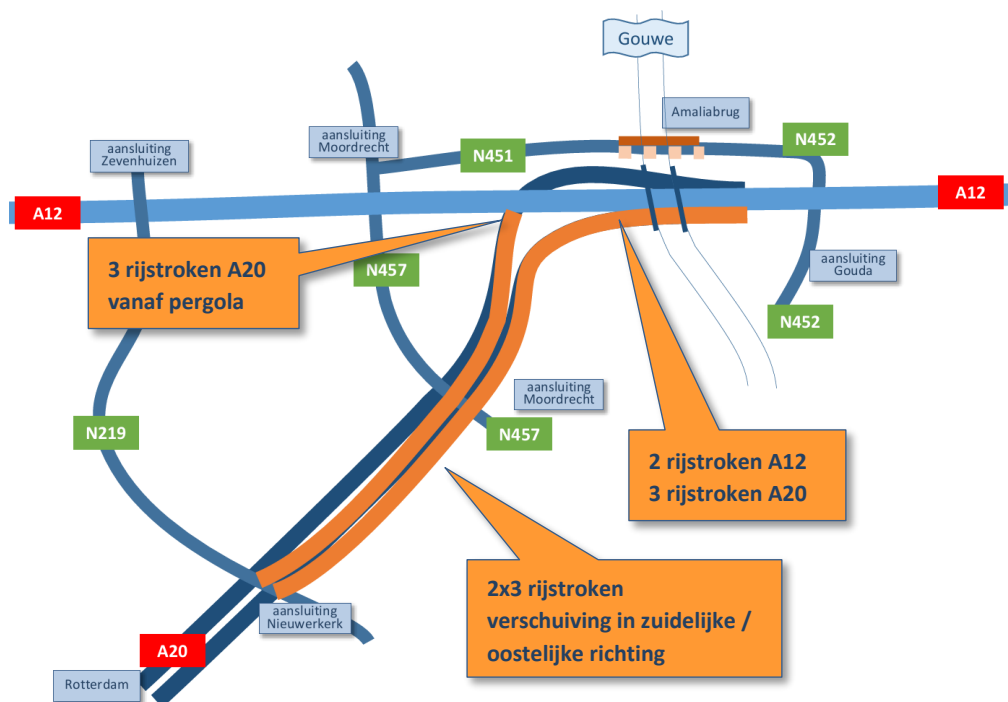 Gouwe
Amaliabrug
aansluiting
Zevenhuizen
aansluiting
Moordrecht
N451
N452
A12
A12
3 rijstroken A20
vanaf pergola
N457
aansluiting
Gouda
N452
aansluiting
Moordrecht
N457
N219
2 rijstroken A12
3 rijstroken A20
2x3 rijstroken
verschuiving in zuidelijke /
oostelijke richting
aansluiting
Nieuwerkerk
A20
Rotterdam